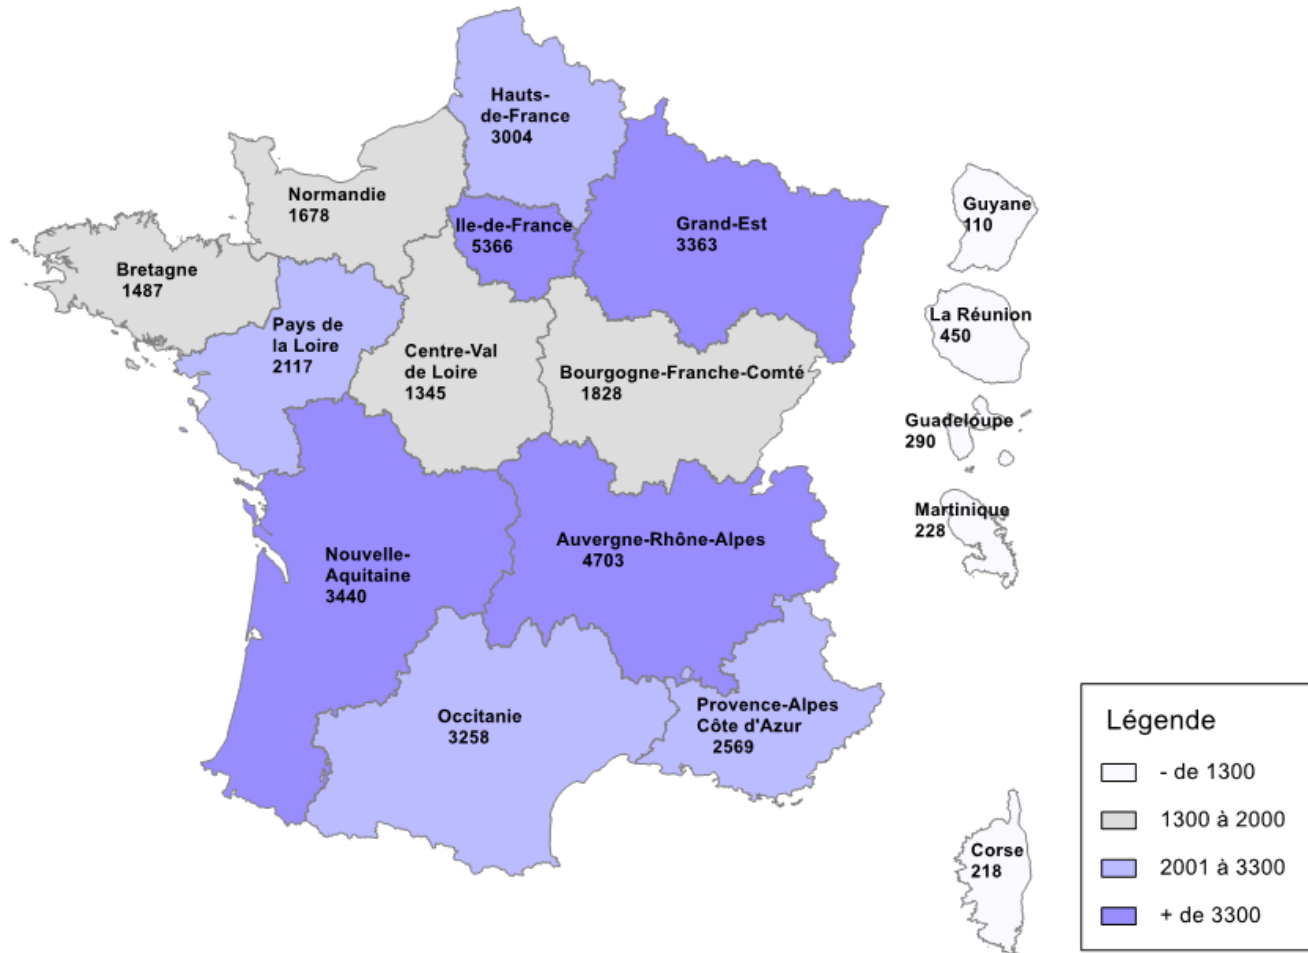 Hauts-
de-France
3004
Normandie
1678
Ile-de-France
5366
Grand-Est
3363
Bretagne
1487
Pays de
la Loire
2117
Centre-Val
de Loire
1345
Bourgogne-Franche-Comté
1828
Nouvelle-
Aquitaine
3440
Auvergne-Rhône-Alpes
4703
Occitanie
3258
Provence-Alpes
Côte d'Azur
2569
Guyane
110
La Réunion
450
Guadeloupe
290
Martinique
228
Corse
218
Légende
- de 1300
1300 à 2000
2001 à 3300
+ de 3300